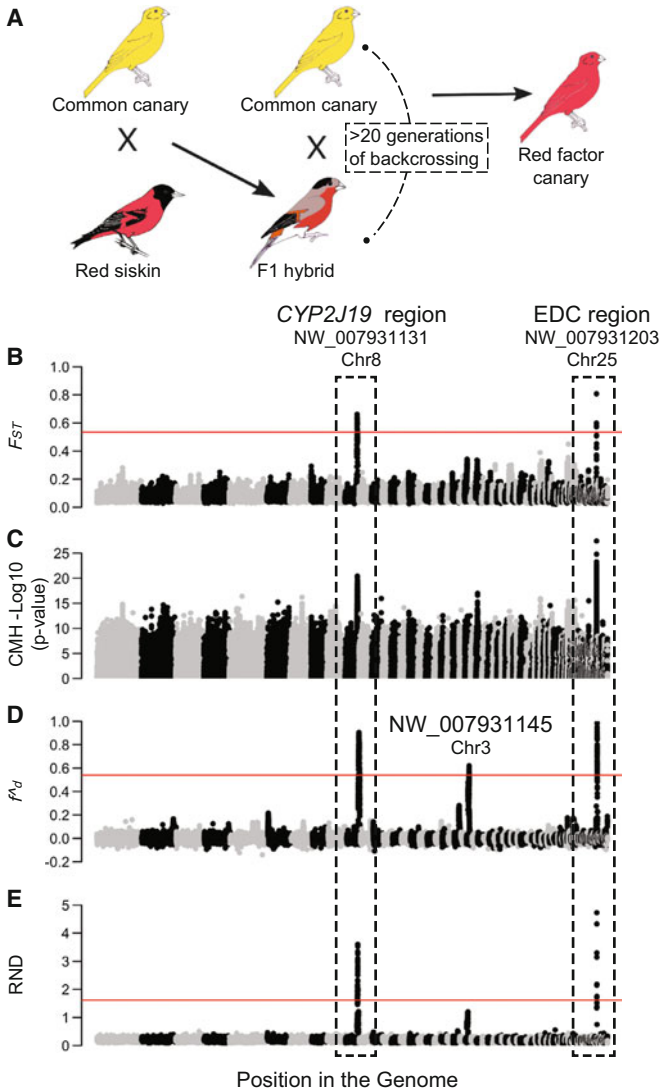 A
Common canary
Common canary
X
X
>20 generations
of backcrossing
Red factor
canary
Red siskin
F1 hybrid
CYP2J19 region
NW_007931131
Chr8
EDC region
NW_007931203
Chr25
B
FST
1.0
0.8
0.6
0.4
0.2
0.0
C
CMH -Log10
(p-value)
25
20
15
10
5
0
D
f^d
1.0
0.8
0.6
0.4
0.2
0.0
-0.2
NW_007931145
Chr3
E
RND
5
4
3
2
1
0
Position in the Genome